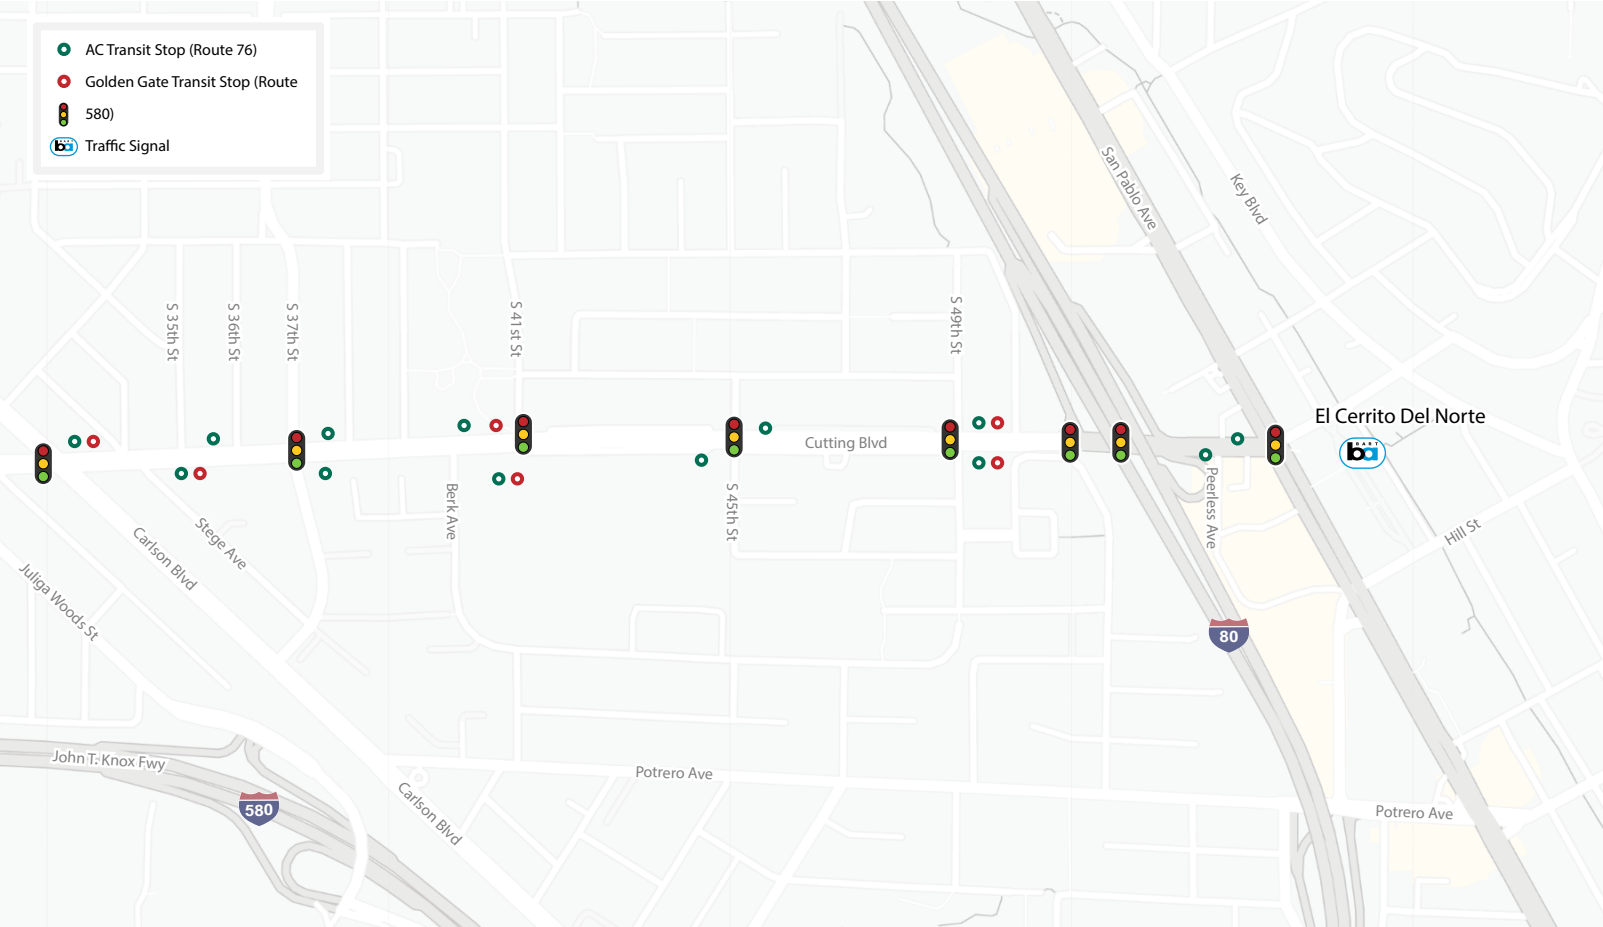 AC Transit Stop (Route 76)
Golden Gate Transit Stop (Route
580)
ba
Traffic Signal
San Pablo Ave
Key Blvd
S 35th St
S 36th St
S 37th St
S 41st St
S 49th St
El Cerrito Del Norte
BART
ba
Cutting Blvd
Berk Ave
S 45th St
Peerless Ave
Hill St
Stege Ave
Carlson Blvd
Juliga Woods St
80
John T. Knox Fwy
580
Carlson Blvd
Potrero Ave
Potrero Ave